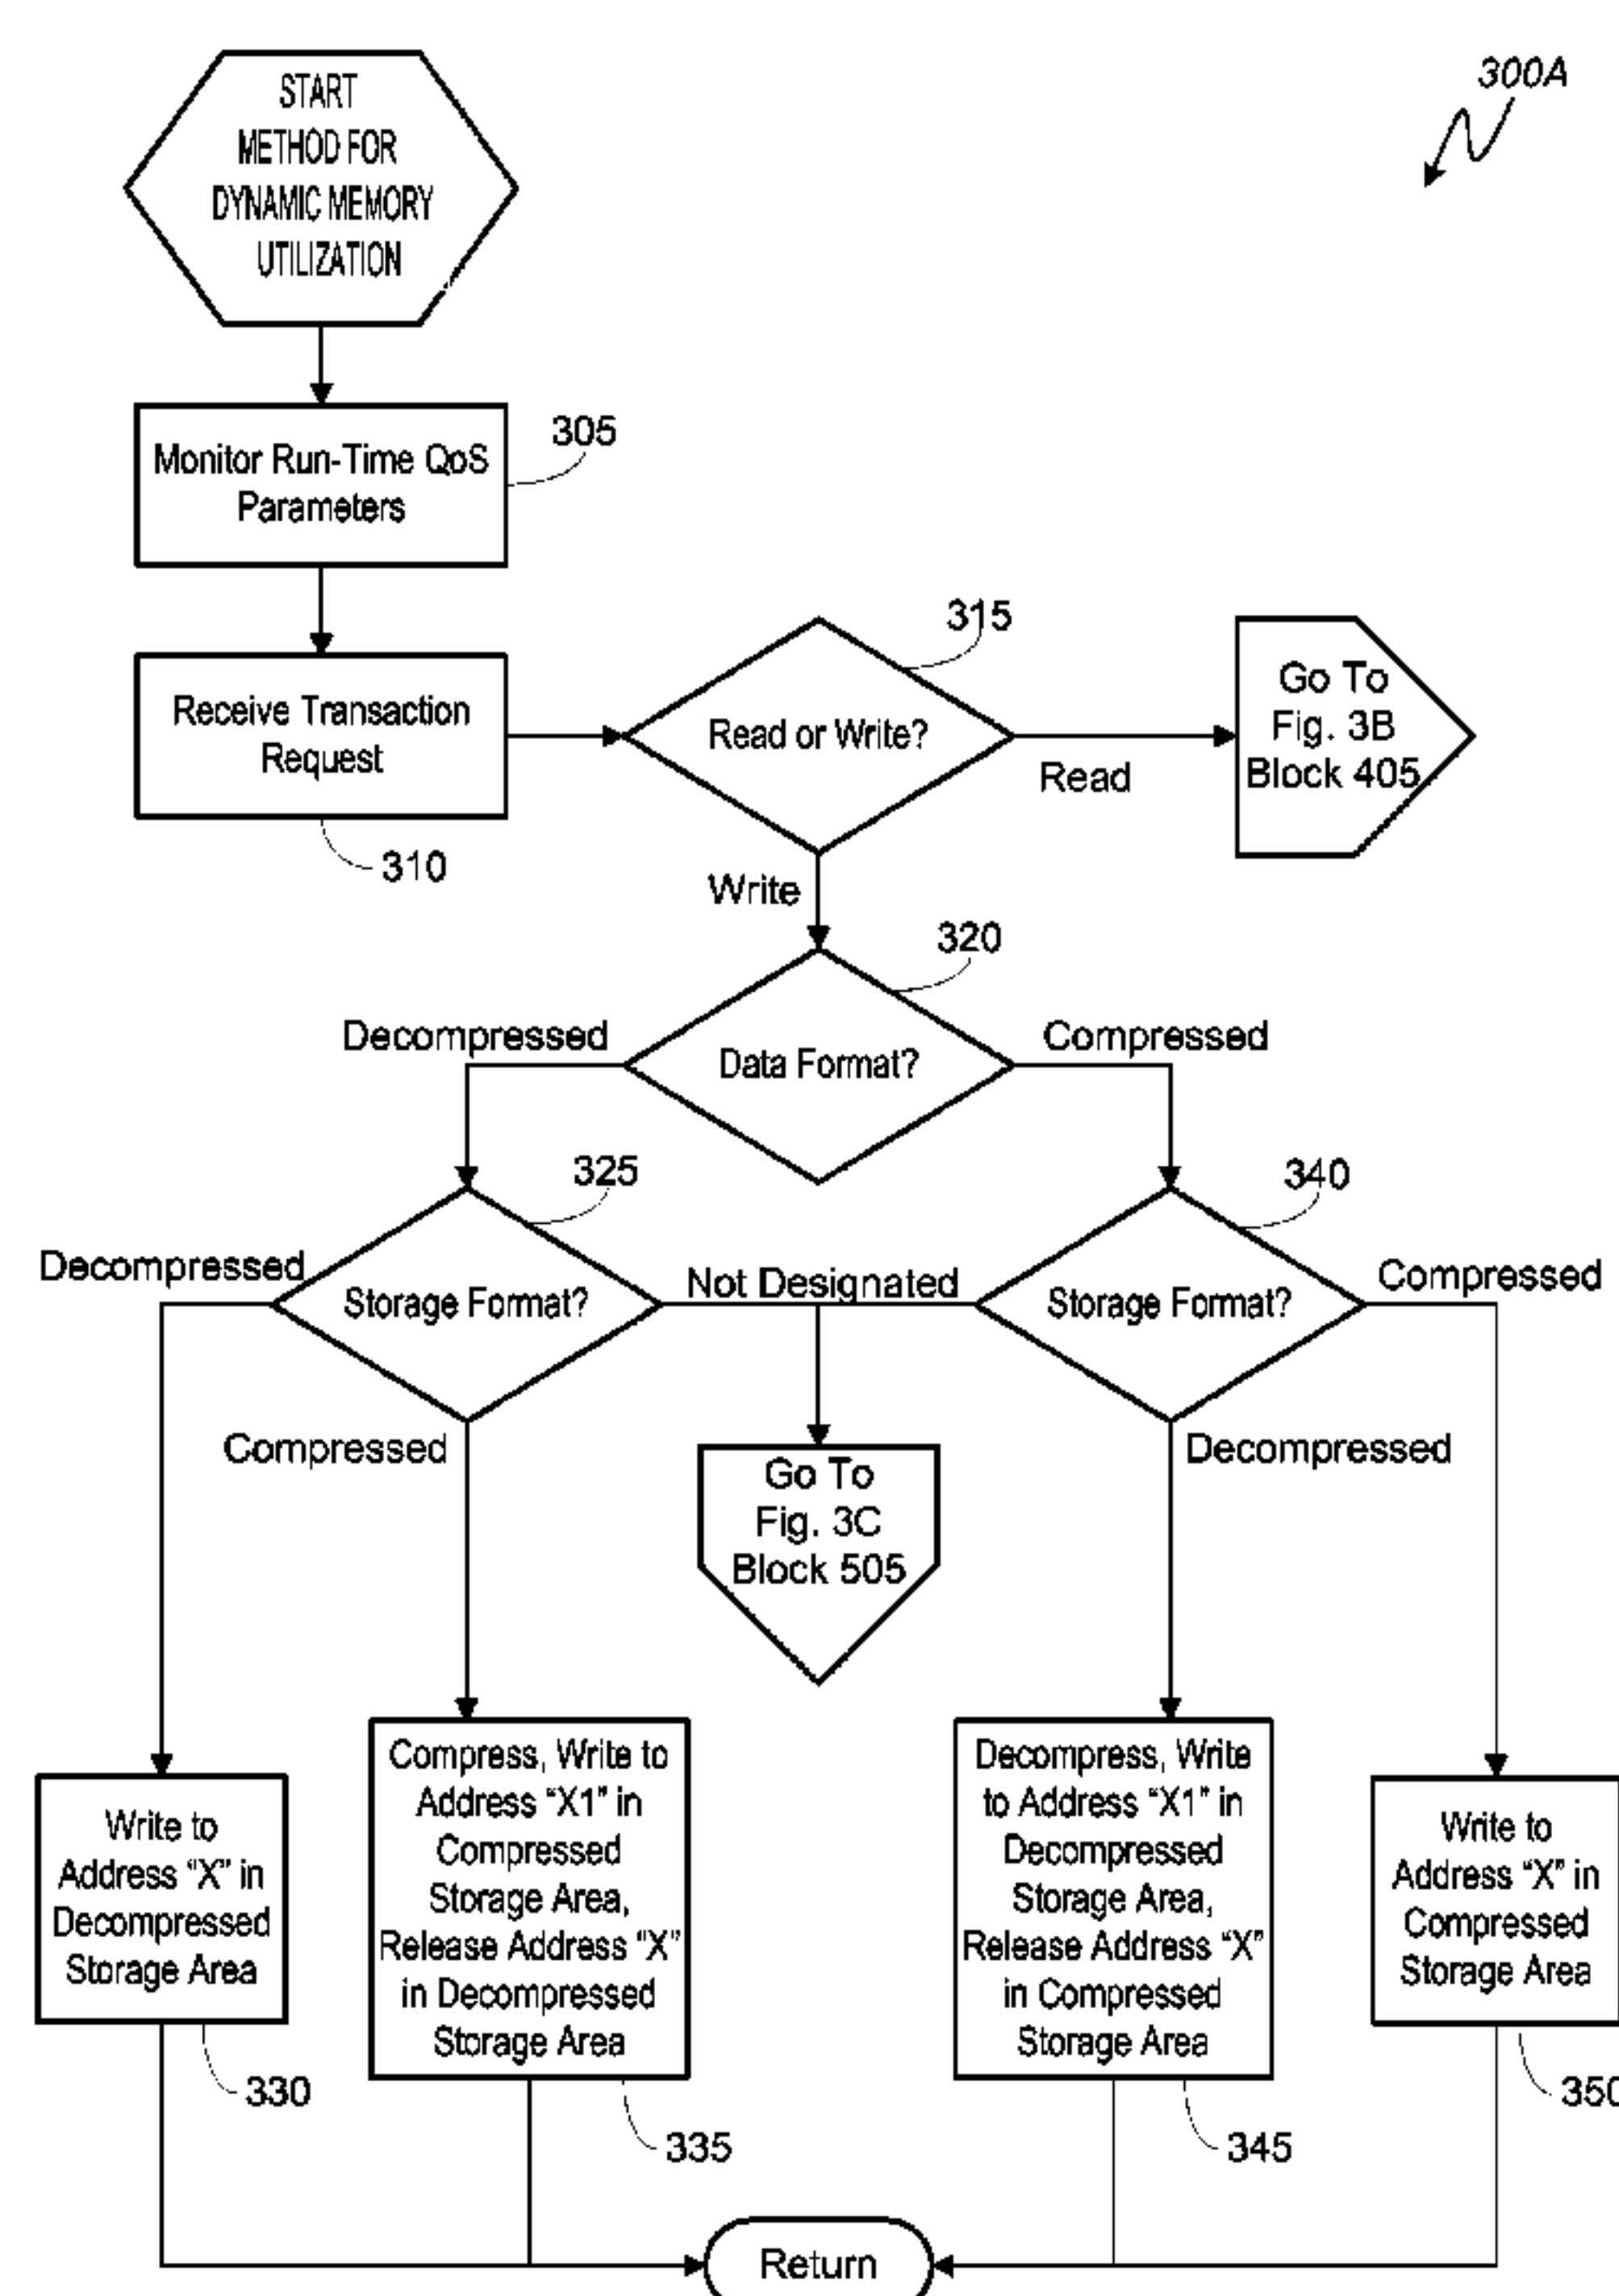 START
METHOD FOR
DYNAMIC MEMORY
UTILIZATION
300A
Monitor Run-Time QoS
Parameters
305
Receive Transaction
Request
310
Read or Write?
315
Read
Go To
Fig. 3B
Block 405
Write
Data Format?
320
Decompressed
Compressed
Storage Format?
325
Decompressed
Compressed
Not Designated
Storage Format?
340
Compressed
Decompressed
Go To
Fig. 3C
Block 505
Write to
Address “X” in
Decompressed
Storage Area
330
Compress, Write to
Address “X1” in
Compressed
Storage Area,
Release Address “X”
in Decompressed
Storage Area
335
Decompress, Write
to Address “X1” in
Decompressed
Storage Area,
Release Address “X”
in Compressed
Storage Area
345
Write to
Address “X” in
Compressed
Storage Area
350
Return